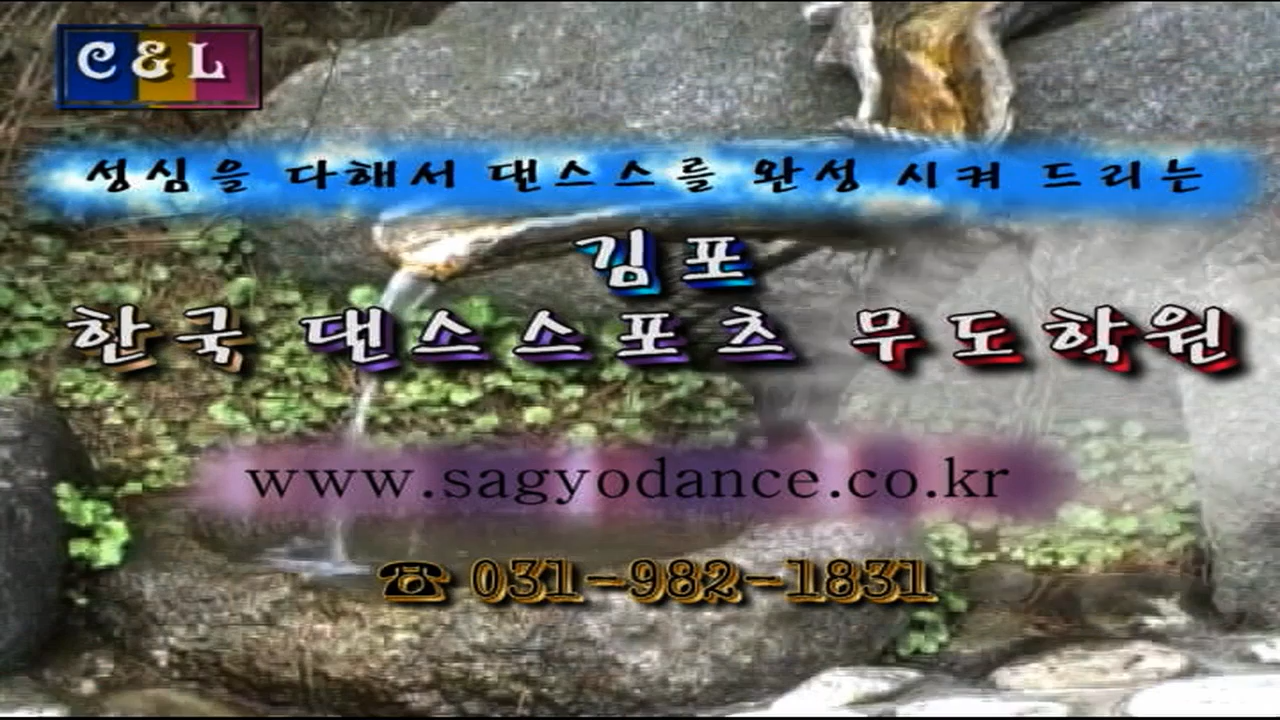 C & L
성심을 다해서 댄스스를 완성 시켜 드리는
김포
한국 댄스스포츠 무도학원
www.sagyodance.co.kr
☎ 031-982-1831